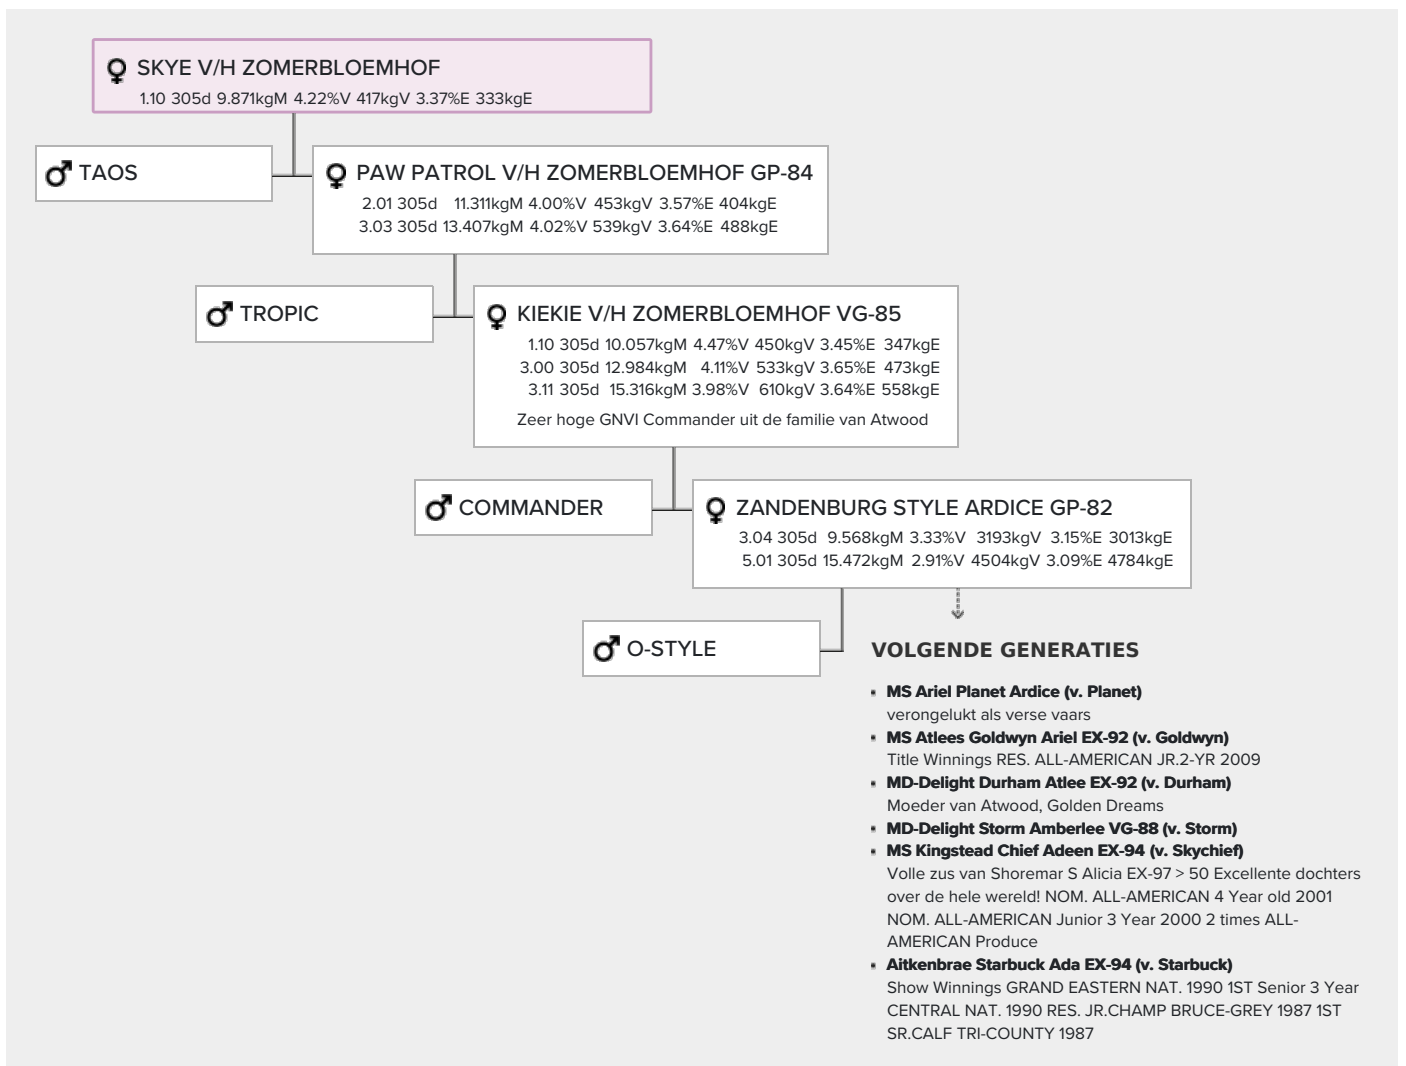 SKYE V/H ZOMERBLOEMHOF
1.10 305d 9.871kgM 4.22%V 417kgV 3.37%E 333kgE
TAOS
PAW PATROL V/H ZOMERBLOEMHOF GP-84
2.01 305d 11.311kgM 4.00%V 453kgV 3.57%E 404kgE
3.03 305d 13.407kgM 4.02%V 539kgV 3.64%E 488kgE
TROPIC
KIEKIE V/H ZOMERBLOEMHOF VG-85
1.10 305d 10.057kgM 4.47%V 450kgV 3.45%E 347kgE
3.00 305d 12.984kgM 4.11%V 533kgV 3.65%E 473kgE
3.11 305d 15.316kgM 3.98%V 610kgV 3.64%E 558kgE
Zeer hoge GNVI Commander uit de familie van Atwood
COMMANDER
ZANDENBURG STYLE ARDICE GP-82
3.04 305d 9.568kgM 3.33%V 3193kgV 3.15%E 3013kgE
5.01 305d 15.472kgM 2.91%V 4504kgV 3.09%E 4784kgE
O-STYLE
VOLGENDE GENERATIES
▪ MS Ariel Planet Ardice (v. Planet)
verongelukt als verse vaars
▪ MS Atlees Goldwyn Ariel EX-92 (v. Goldwyn)
Title Winnings RES. ALL-AMERICAN JR.2-YR 2009
▪ MD-Delight Durham Atlee EX-92 (v. Durham)
Moeder van Atwood, Golden Dreams
▪ MD-Delight Storm Amberlee VG-88 (v. Storm)
▪ MS Kingstead Chief Adeen EX-94 (v. Skychief)
Volle zus van Shoremar S Alicia EX-97 > 50 Excellente dochters
over de hele wereld! NOM. ALL-AMERICAN 4 Year old 2001
NOM. ALL-AMERICAN Junior 3 Year 2000 2 times ALL-
AMERICAN Produce
▪ Aitkenbrae Starbuck Ada EX-94 (v. Starbuck)
Show Winnings GRAND EASTERN NAT. 1990 1ST Senior 3 Year
CENTRAL NAT. 1990 RES. JR.CHAMP BRUCE-GREY 1987 1ST
SR.CALF TRI-COUNTY 1987